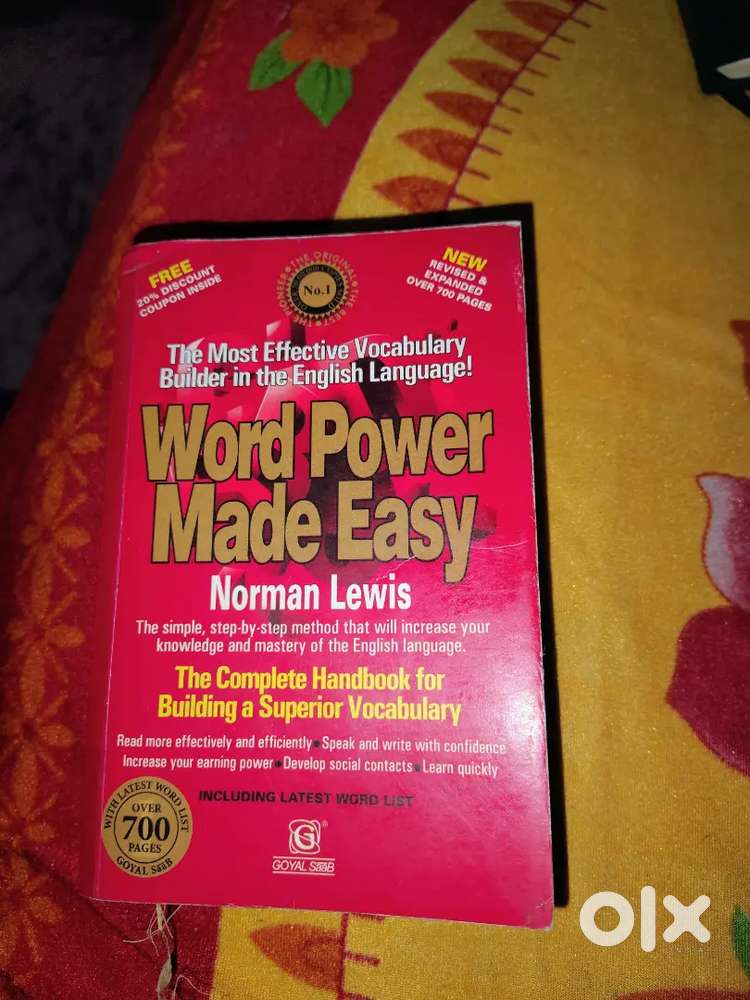 FREE
20% DISCOUNT
COUPON INSIDE
THE ORIGINAL
THE BEST
No.1
NEW
REVISED &
EXPANDED
OVER 700 PAGES
The Most Effective Vocabulary
Builder in the English Language!
Word Power
Made Easy
Norman Lewis
The simple, step-by-step method that will increase your
knowledge and mastery of the English language.
The Complete Handbook for
Building a Superior Vocabulary
Read more effectively and efficiently • Speak and write with confidence
Increase your earning power • Develop social contacts • Learn quickly
INCLUDING LATEST WORD LIST
WITH LATEST WORD LIST
OVER
700
PAGES
GOYAL SaaB
G®
GOYAL SaaB
olx